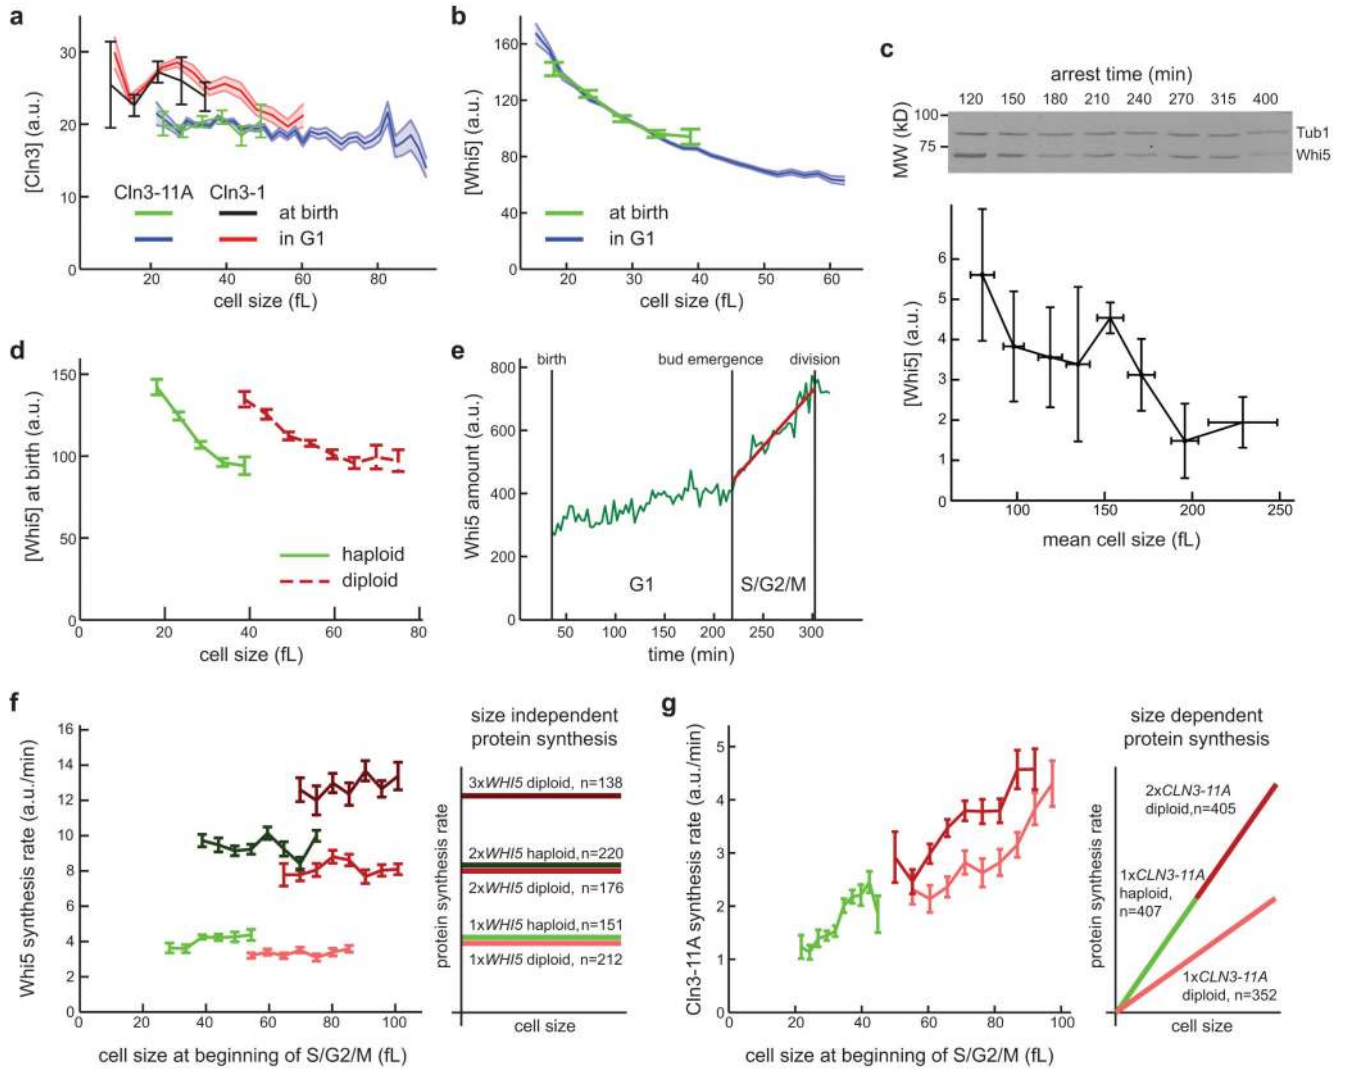 a
[Cln3] (a.u.)
30
20
10
0
Cln3-11A Cln3-1
at birth
in G1
20 40 60 80
cell size (fL)
b
[Whi5] (a.u.)
160
120
80
40
0
at birth
in G1
20 30 40 50 60
cell size (fL)
c
arrest time (min)
120 150 180 210 240 270 315 400
MW (kD)
100
75
Tub1
Whi5
[Whi5] (a.u.)
6
5
4
3
2
1
0
100 150 200 250
mean cell size (fL)
d
[Whi5] at birth (a.u.)
150
100
50
0
haploid
diploid
0 20 40 60 80
cell size (fL)
e
birth bud emergence division
Whi5 amount (a.u.)
800
600
400
200
0
G1 S/G2/M
50 100 150 200 250 300
time (min)
f
Whi5 synthesis rate (a.u./min)
16
14
12
10
8
6
4
2
0
0 20 40 60 80 100
cell size at beginning of S/G2/M (fL)
size independent
protein synthesis
protein synthesis rate
3xWHI5 diploid, n=138
2xWHI5 haploid, n=220
2xWHI5 diploid, n=176
1xWHI5 haploid, n=151
1xWHI5 diploid, n=212
cell size
g
Cln3-11A synthesis rate (a.u./min)
5
4
3
2
1
0
0 20 40 60 80 100
cell size at beginning of S/G2/M (fL)
size dependent
protein synthesis
protein synthesis rate
2xCLN3-11A
diploid,n=405
1xCLN3-11A
haploid,
n=407
1xCLN3-11A
diploid, n=352
cell size